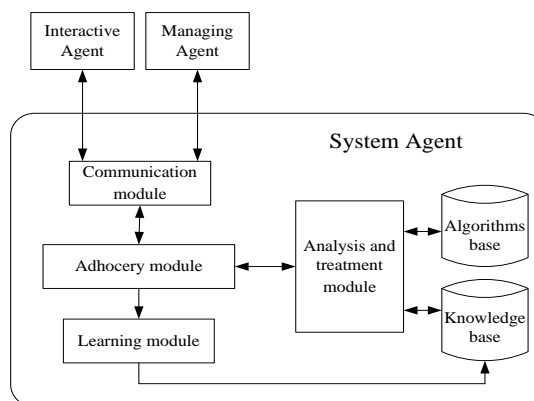 Interactive
Agent
Managing
Agent
System Agent
Communication
module
Adhocery module
Learning module
Analysis and
treatment
module
Algorithms
base
Knowledge
base